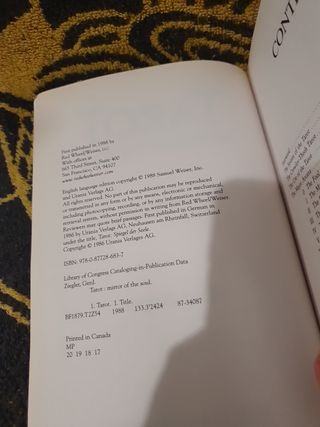 First published in 1988 by
Red Wheel/Weiser, LLC
With offices at
665 Third Street, Suite 400
San Francisco, CA 94107
www.redwheelweiser.com
English language edition copyright © 1988 Samuel Weiser, Inc.
and Urania Verlags AG.
All rights reserved. No part of this publication may be reproduced
or transmitted in any form or by any means, electronic or mechanical,
including photocopying, recording, or by any information storage and
retrieval system, without permission in writing from Red Wheel/Weiser.
Reviewers may quote brief passages. First published in German in
1986 by Urania Verlags AG, Neuhausen am Rheinfall, Switzerland
under the title, Tarot: Spiegel der Seele.
Copyright © 1986 Urania Verlages AG.
ISBN: 978-0-87728-683-7
Library of Congress Cataloging-in-Publication Data
Ziegler, Gerd.
Tarot : mirror of the soul.
1. Tarot. I. Title.
BF1879.T2Z54 1988 133.3'2424 87-34087
Printed in Canada
MP
20 19 18 17
CONTE